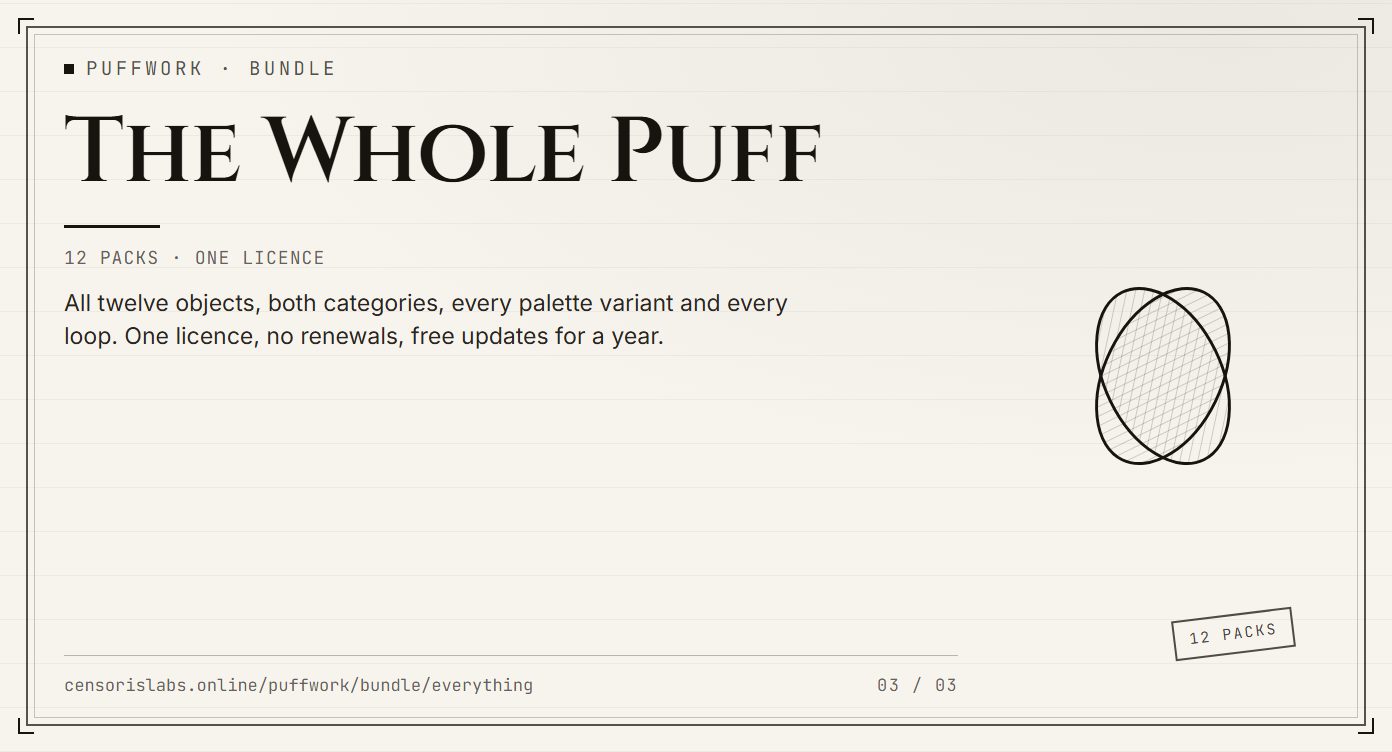 PUFFWORK · BUNDLE
The Whole Puff
12 PACKS · ONE LICENCE
All twelve objects, both categories, every palette variant and every
loop. One licence, no renewals, free updates for a year.
12 PACKS
censorislabs.online/puffwork/bundle/everything
03 / 03